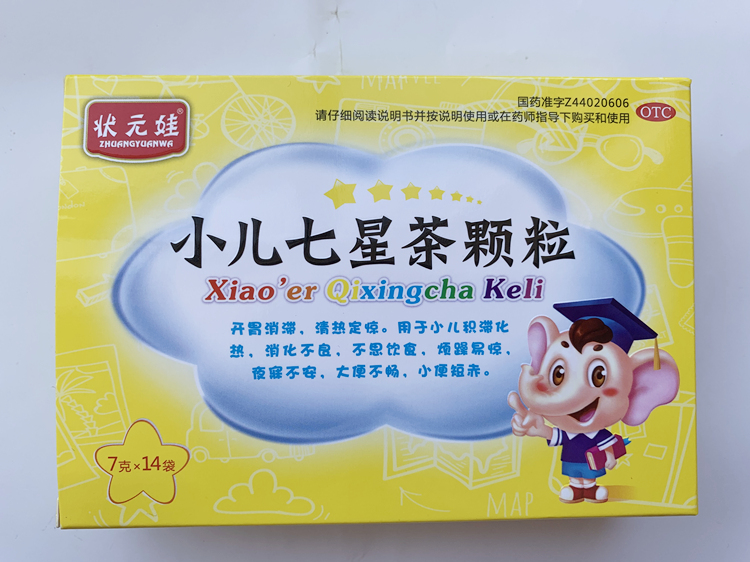 状元娃®
ZHUANGYUANWA
国药准字Z44020606
请仔细阅读说明书并按说明使用或在药师指导下购买和使用
OTC
小儿七星茶颗粒
Xiao'er Qixingcha Keli
开胃消滞，清热定惊。用于小儿积滞化
热，消化不良，不思饮食，烦躁易惊，
夜寐不安，大便不畅，小便短赤。
7克×14袋
MAP